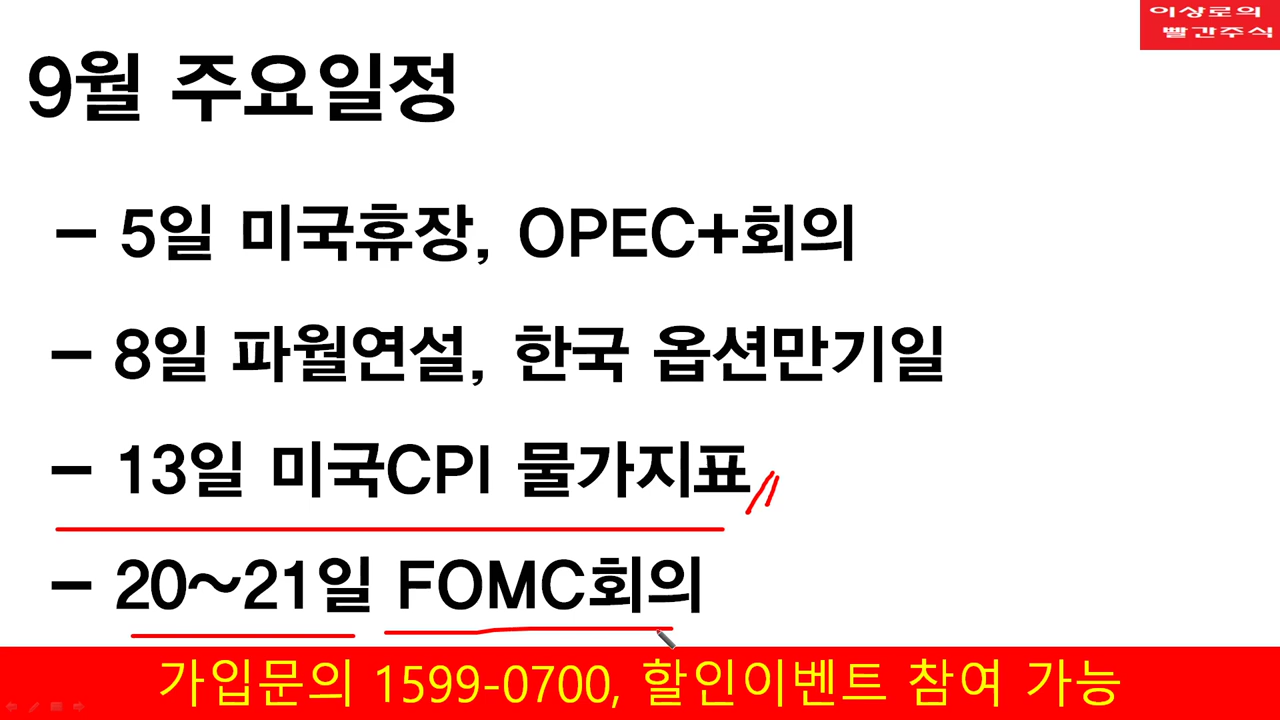 이상로의
빨간주식
9월 주요일정
- 5일 미국휴장, OPEC+회의
- 8일 파월연설, 한국 옵션만기일
- 13일 미국CPI 물가지표
- 20~21일 FOMC회의
가입문의 1599-0700, 할인이벤트 참여 가능